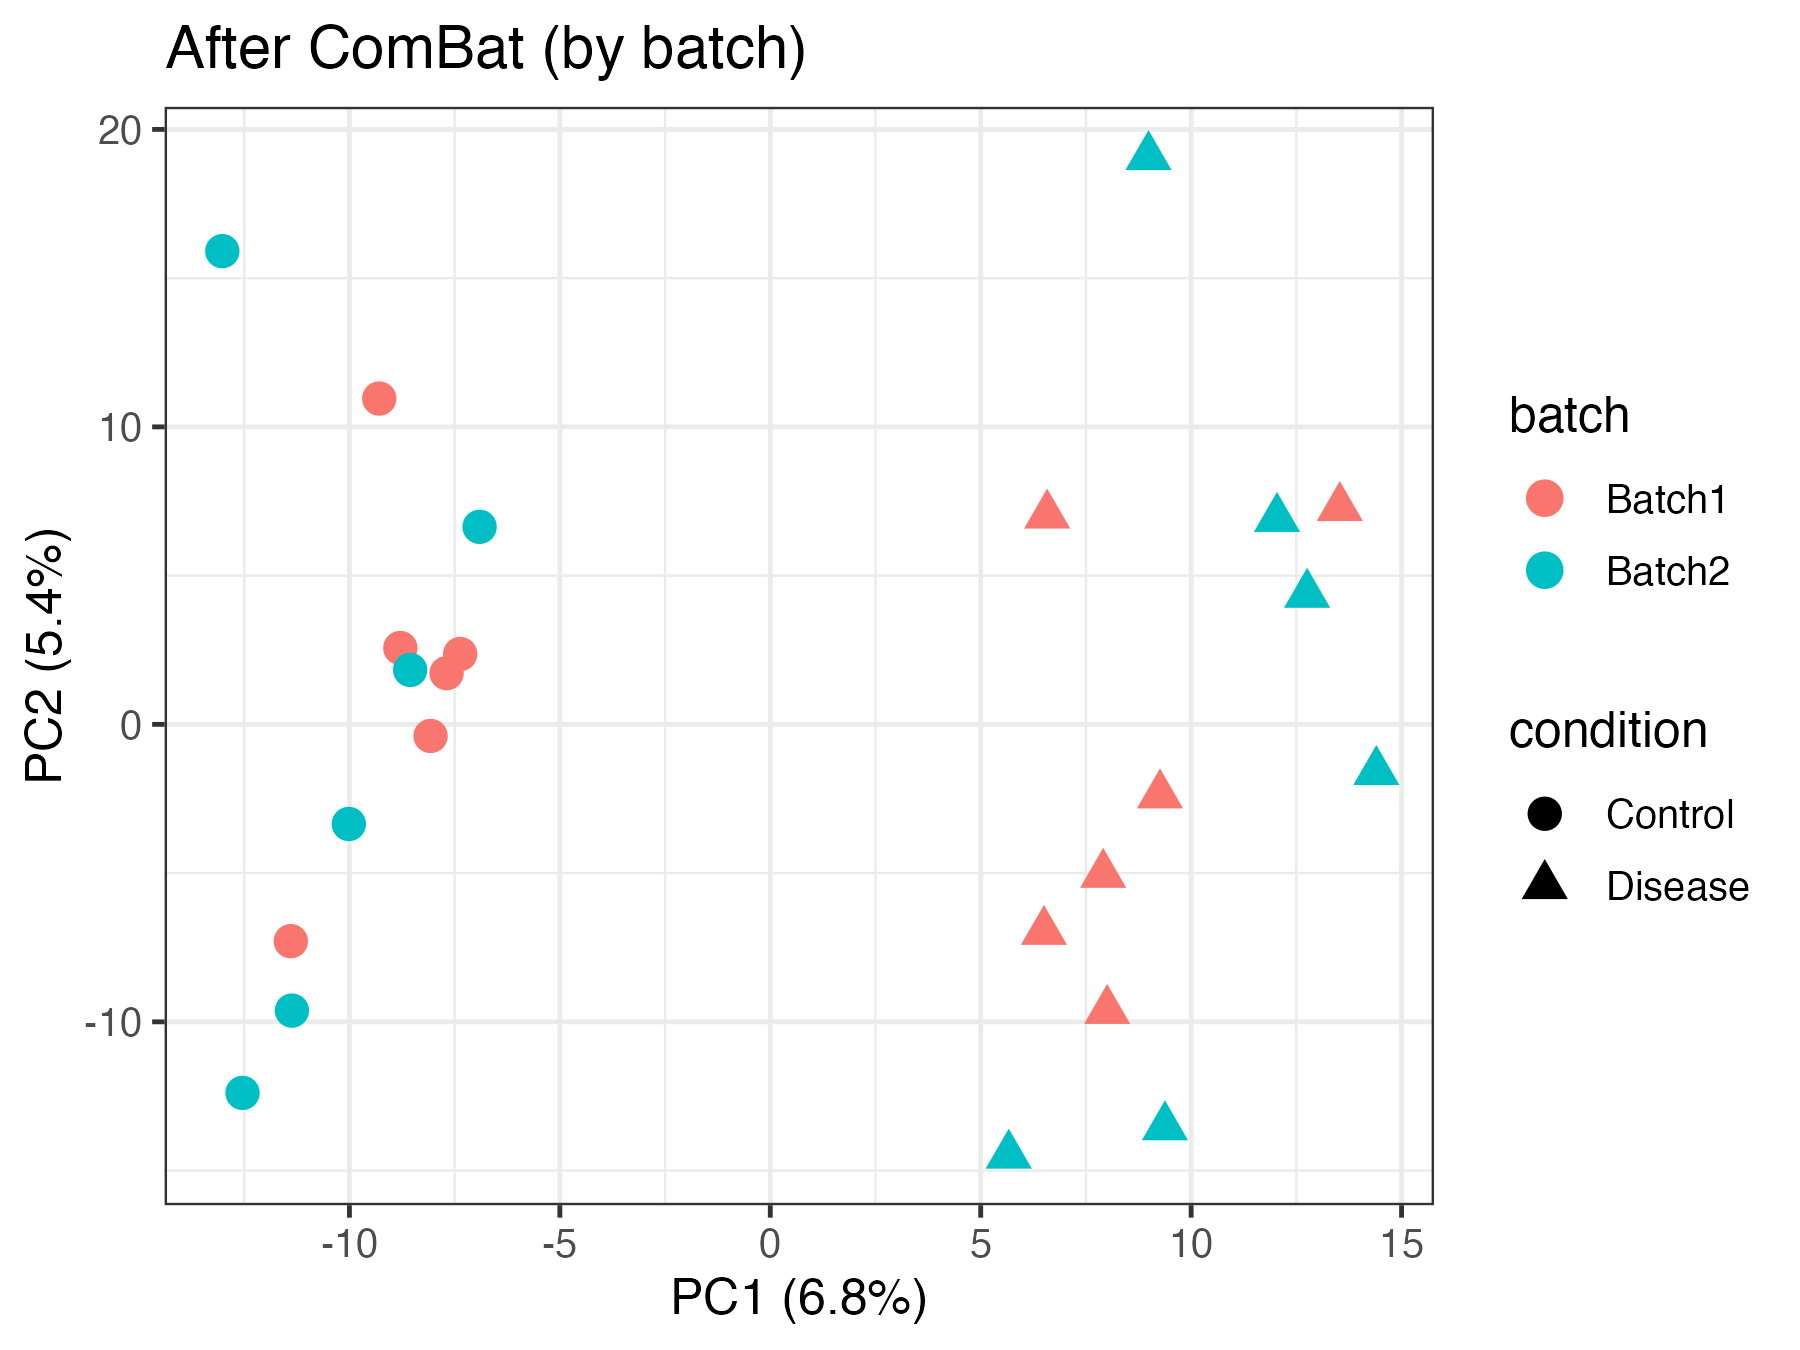 After ComBat (by batch)
20
10
0
-10
PC2 (5.4%)
-10
-5
0
5
10
15
PC1 (6.8%)
batch
Batch1
Batch2
condition
Control
Disease